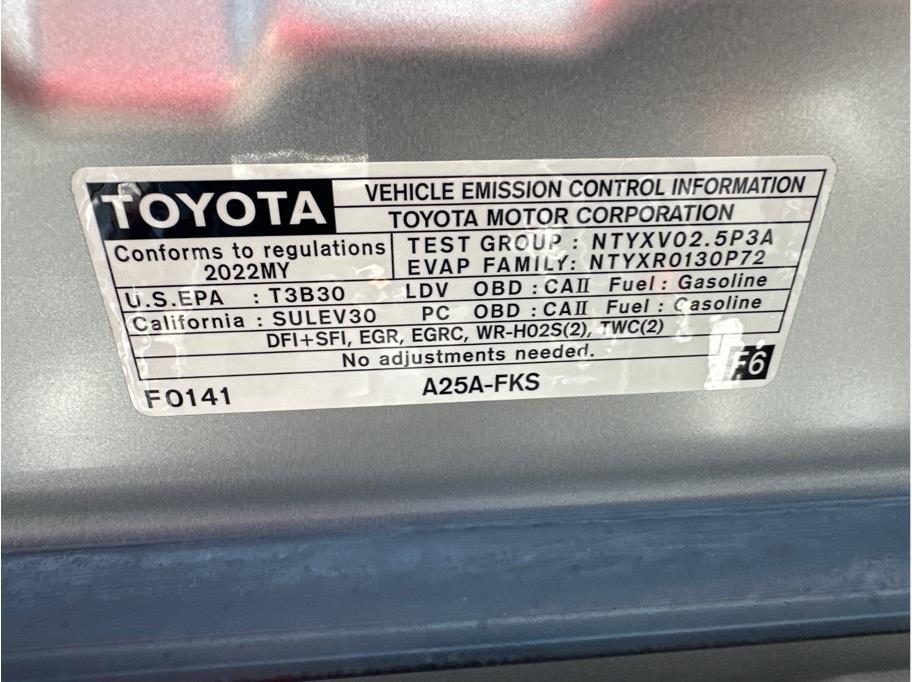 TOYOTA
VEHICLE EMISSION CONTROL INFORMATION
TOYOTA MOTOR CORPORATION
Conforms to regulations
2022MY
TEST GROUP : NTYXV02.5P3A
EVAP FAMILY: NTYXR0130P72
U.S.EPA : T3B30 LDV OBD : CAII Fuel : Gasoline
California : SULEV30 PC OBD : CAII Fuel : Gasoline
DFI+SFI, EGR, EGRC, WR-HO2S(2), TWC(2)
No adjustments needed.
F0141 A25A-FKS F6